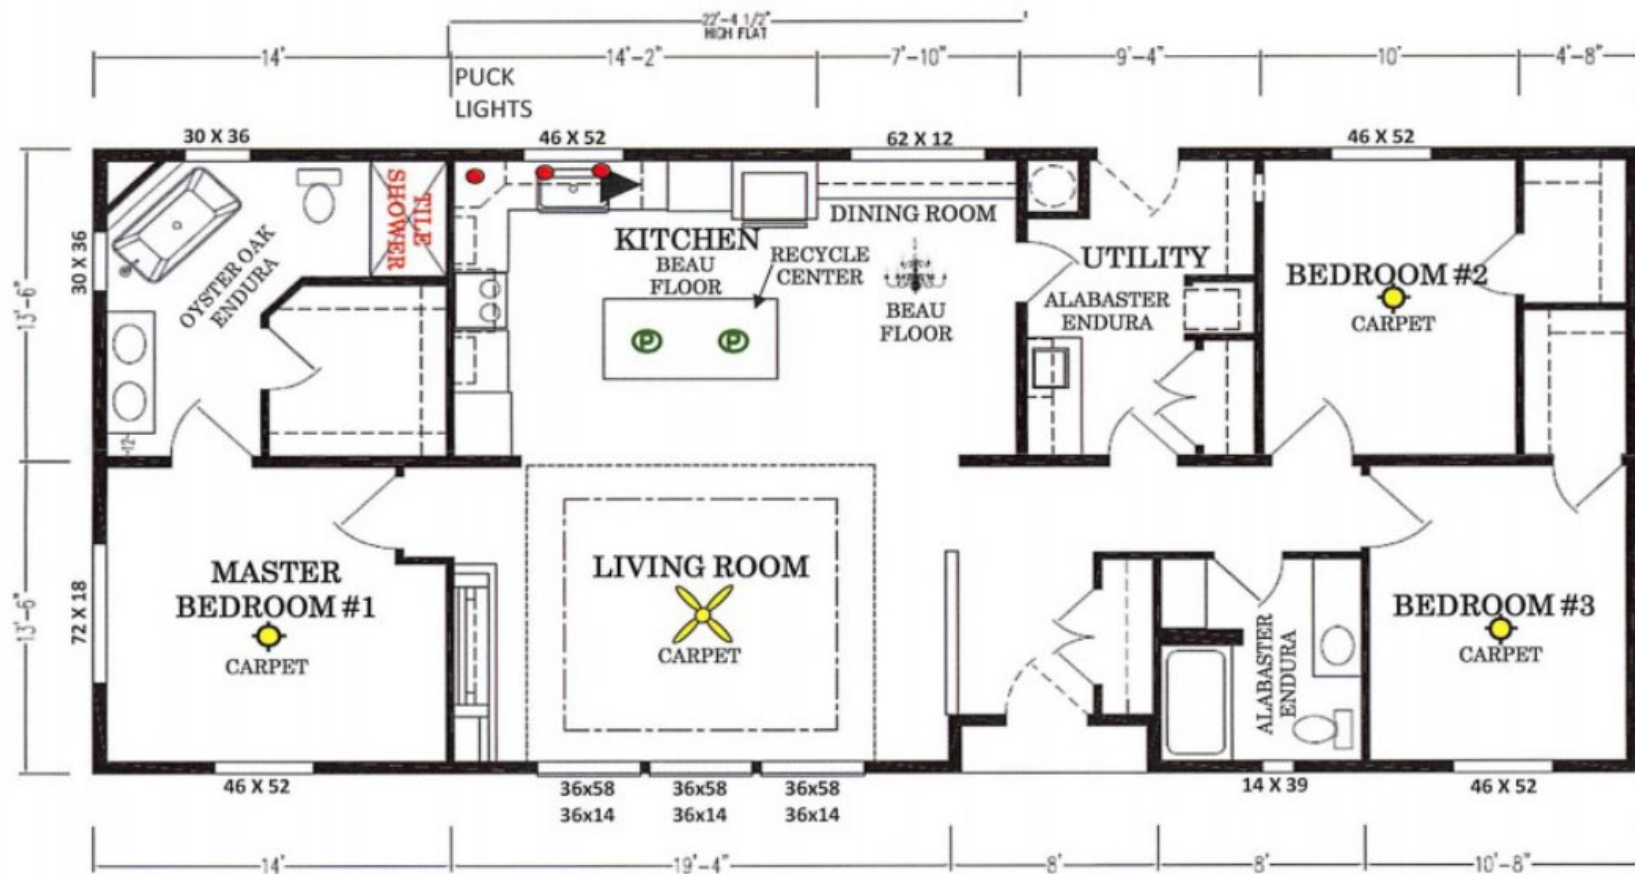 22'-4 1/2"
HIGH FLAT
14'
14'-2"
7'-10"
9'-4"
10'
4'-8"
PUCK
LIGHTS
30 X 36
46 X 52
62 X 12
46 X 52
TILE
SHOWER
DINING ROOM
KITCHEN
BEAU
FLOOR
RECYCLE
CENTER
UTILITY
30 X 36
OYSTER OAK
ENDURA
BEAU
FLOOR
ALABASTER
ENDURA
BEDROOM #2
CARPET
13'-6"
P
P
12
MASTER
BEDROOM #1
CARPET
LIVING ROOM
CARPET
13'-6"
72 X 18
ALABASTER
ENDURA
BEDROOM #3
CARPET
46 X 52
36x58
36x14
36x58
36x14
36x58
36x14
14 X 39
46 X 52
14'
19'-4"
8'
8'
10'-8"